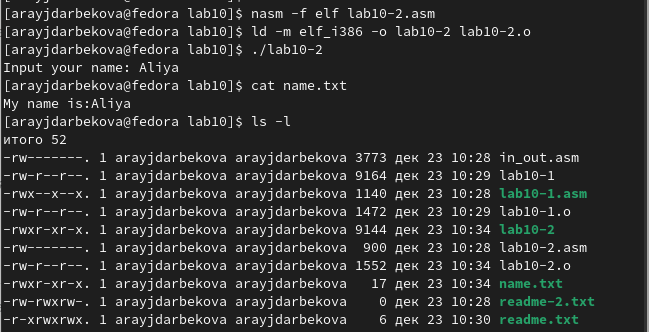 [arayjdarbekova@fedora lab10]$ nasm -f elf lab10-2.asm
[arayjdarbekova@fedora lab10]$ ld -m elf_i386 -o lab10-2 lab10-2.o
[arayjdarbekova@fedora lab10]$ ./lab10-2
Input your name: Aliya
[arayjdarbekova@fedora lab10]$ cat name.txt
My name is:Aliya
[arayjdarbekova@fedora lab10]$ ls -l
итого 52
-rw-------. 1 arayjdarbekova arayjdarbekova 3773 дек 23 10:28 in_out.asm
-rw-r--r--. 1 arayjdarbekova arayjdarbekova 9164 дек 23 10:29 lab10-1
-rwx--x--x. 1 arayjdarbekova arayjdarbekova 1140 дек 23 10:28 lab10-1.asm
-rw-r--r--. 1 arayjdarbekova arayjdarbekova 1472 дек 23 10:29 lab10-1.o
-rwxr-xr-x. 1 arayjdarbekova arayjdarbekova 9144 дек 23 10:34 lab10-2
-rw-------. 1 arayjdarbekova arayjdarbekova 900 дек 23 10:28 lab10-2.asm
-rw-r--r--. 1 arayjdarbekova arayjdarbekova 1552 дек 23 10:34 lab10-2.o
-rwxr-xr-x. 1 arayjdarbekova arayjdarbekova 17 дек 23 10:34 name.txt
-rw-rwxrw-. 1 arayjdarbekova arayjdarbekova 0 дек 23 10:28 readme-2.txt
-r-xrwxrwx. 1 arayjdarbekova arayjdarbekova 6 дек 23 10:30 readme.txt